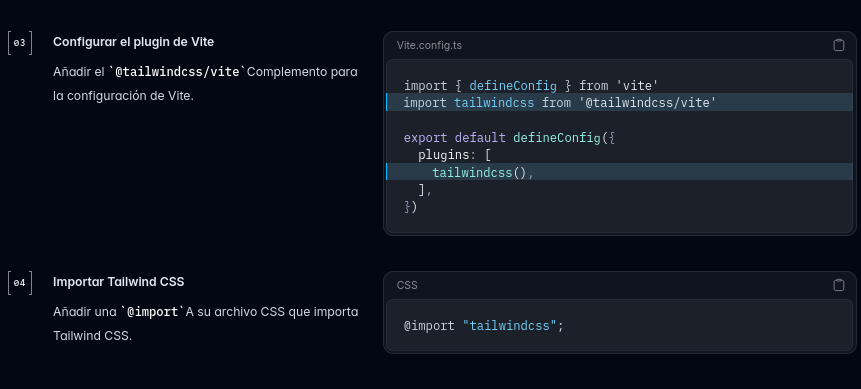 03
Configurar el plugin de Vite
Añadir el `@tailwindcss/vite`Complemento para
la configuración de Vite.
Vite.config.ts
import { defineConfig } from 'vite'
import tailwindcss from '@tailwindcss/vite'
export default defineConfig({
  plugins: [
    tailwindcss(),
  ],
})
04
Importar Tailwind CSS
Añadir una `@import`A su archivo CSS que importa
Tailwind CSS.
CSS
@import "tailwindcss";